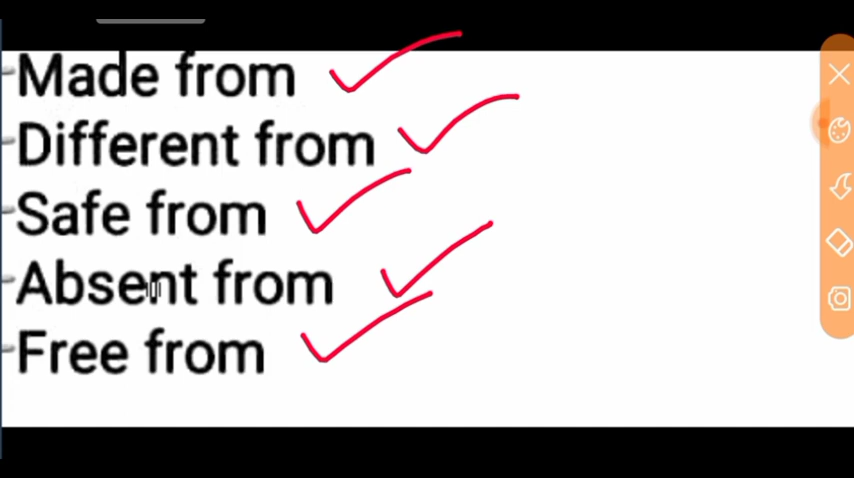 -Made from
-Different from
-Safe from
-Absent from
-Free from